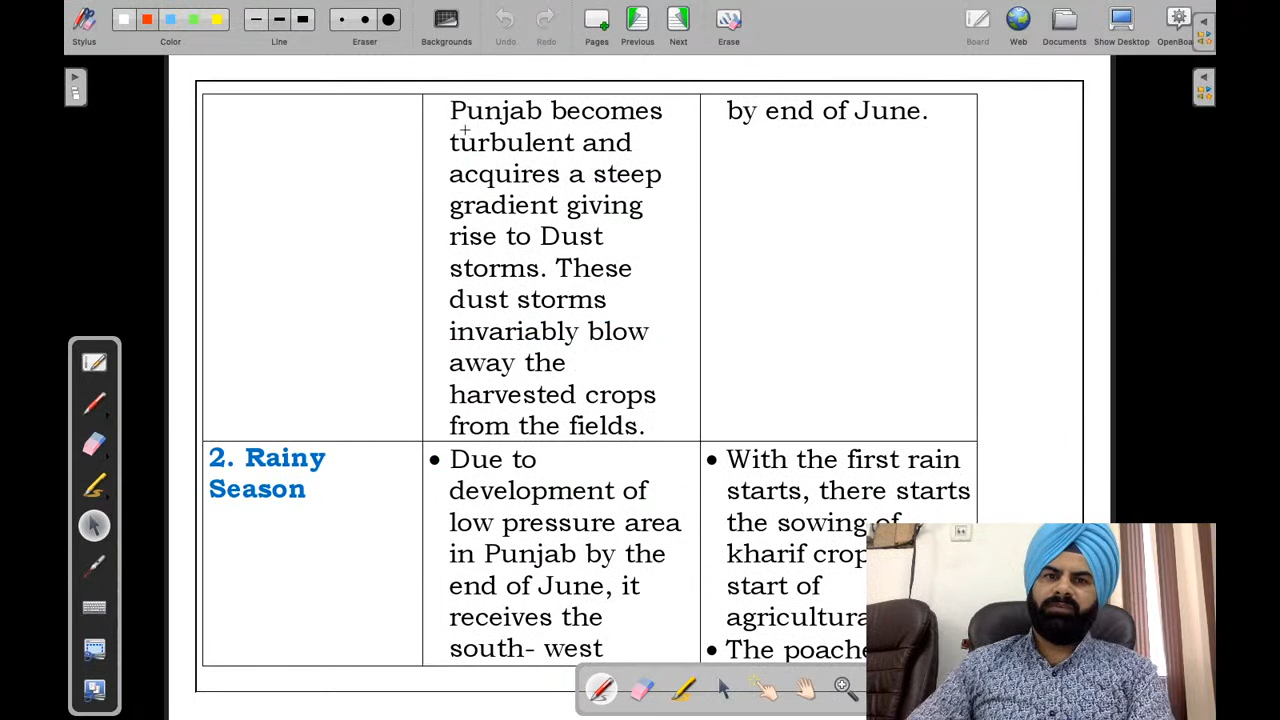 Stylus
Color
Line
Eraser
Backgrounds
Undo
Redo
Pages
Previous
Next
Erase
Board
Web
Documents
Show Desktop
Punjab becomes
turbulent and
acquires a steep
gradient giving
rise to Dust
storms. These
dust storms
invariably blow
away the
harvested crops
from the fields.
by end of June.
2. Rainy
Season
• Due to
development of
low pressure area
in Punjab by the
end of June, it
receives the
south- west
• With the first rain
starts, there starts
the sowing of
kharif crop
start of
agricultura
• The poache